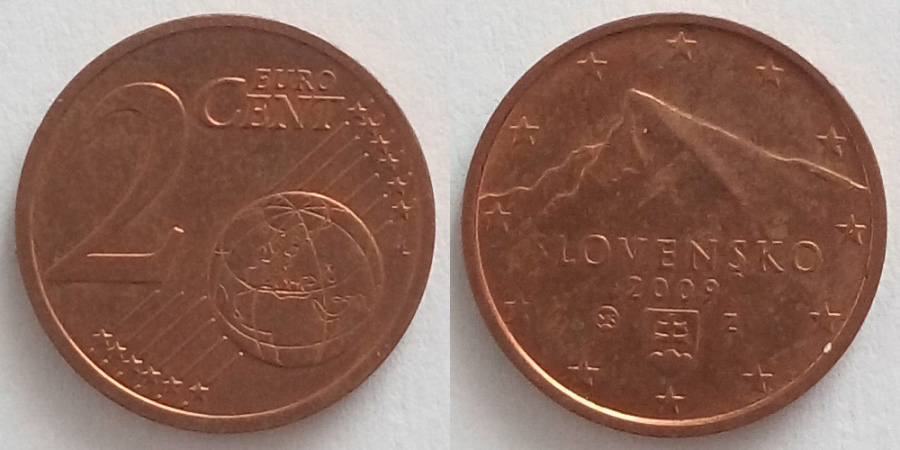 2 EURO
CENT
SLOVENSKO
2009
Z